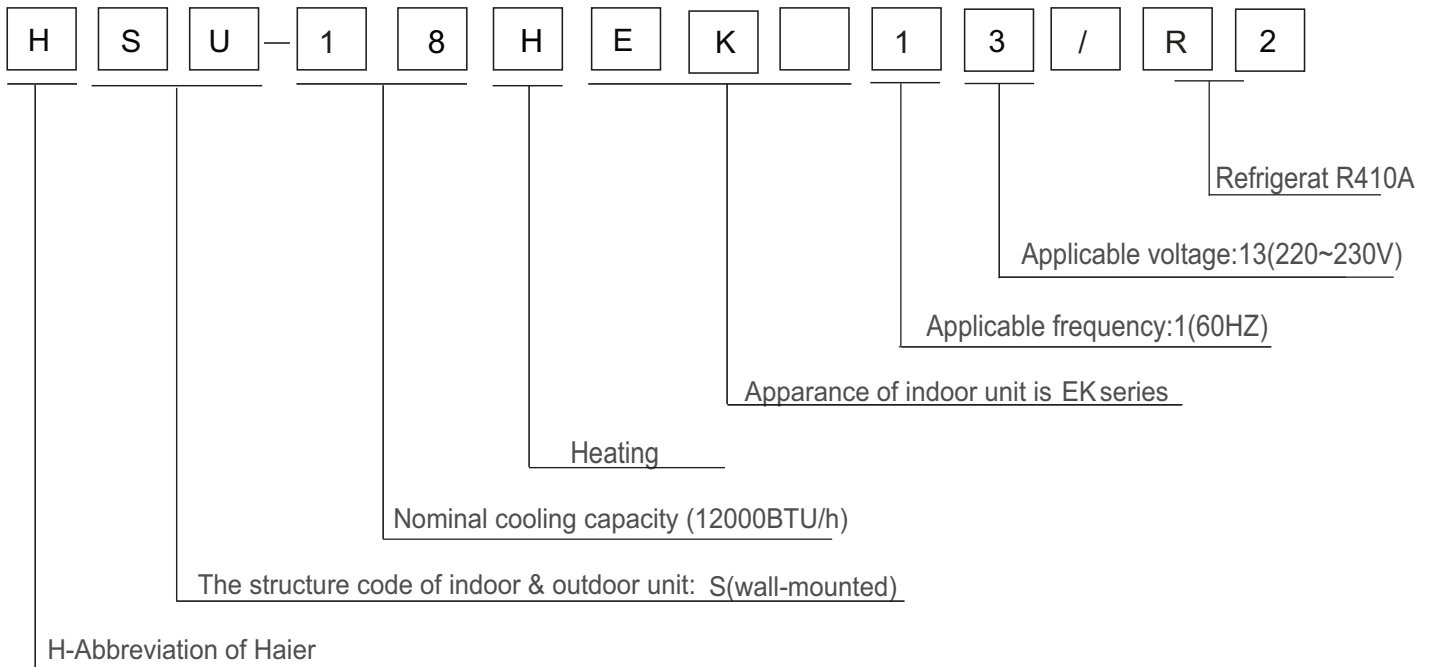 H S U — 1 8 H E K 1 3 / R 2
Refrigerat R410A
Applicable voltage:13(220~230V)
Applicable frequency:1(60HZ)
Apparance of indoor unit is EK series
Heating
Nominal cooling capacity (12000BTU/h)
The structure code of indoor & outdoor unit: S(wall-mounted)
H-Abbreviation of Haier